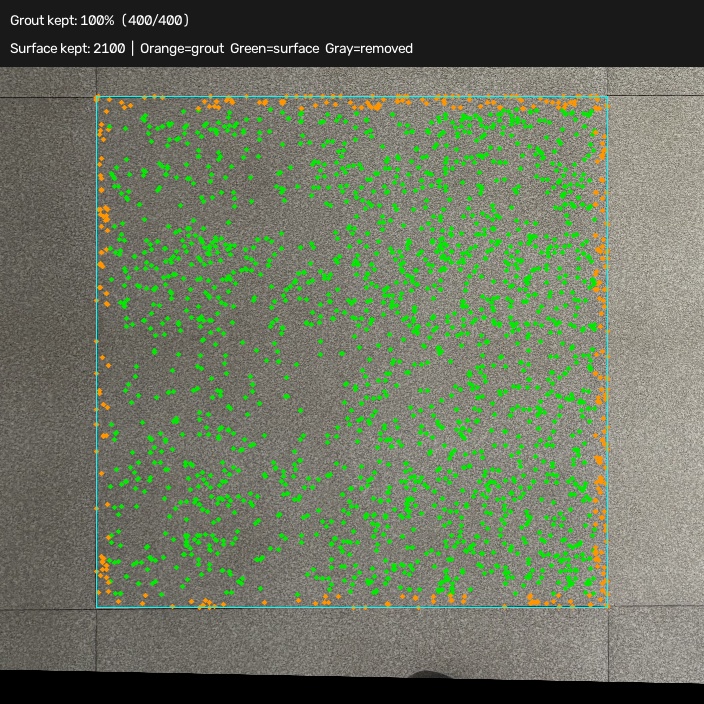 Grout kept: 100% (400/400)
Surface kept: 2100 | Orange=grout Green=surface Gray=removed